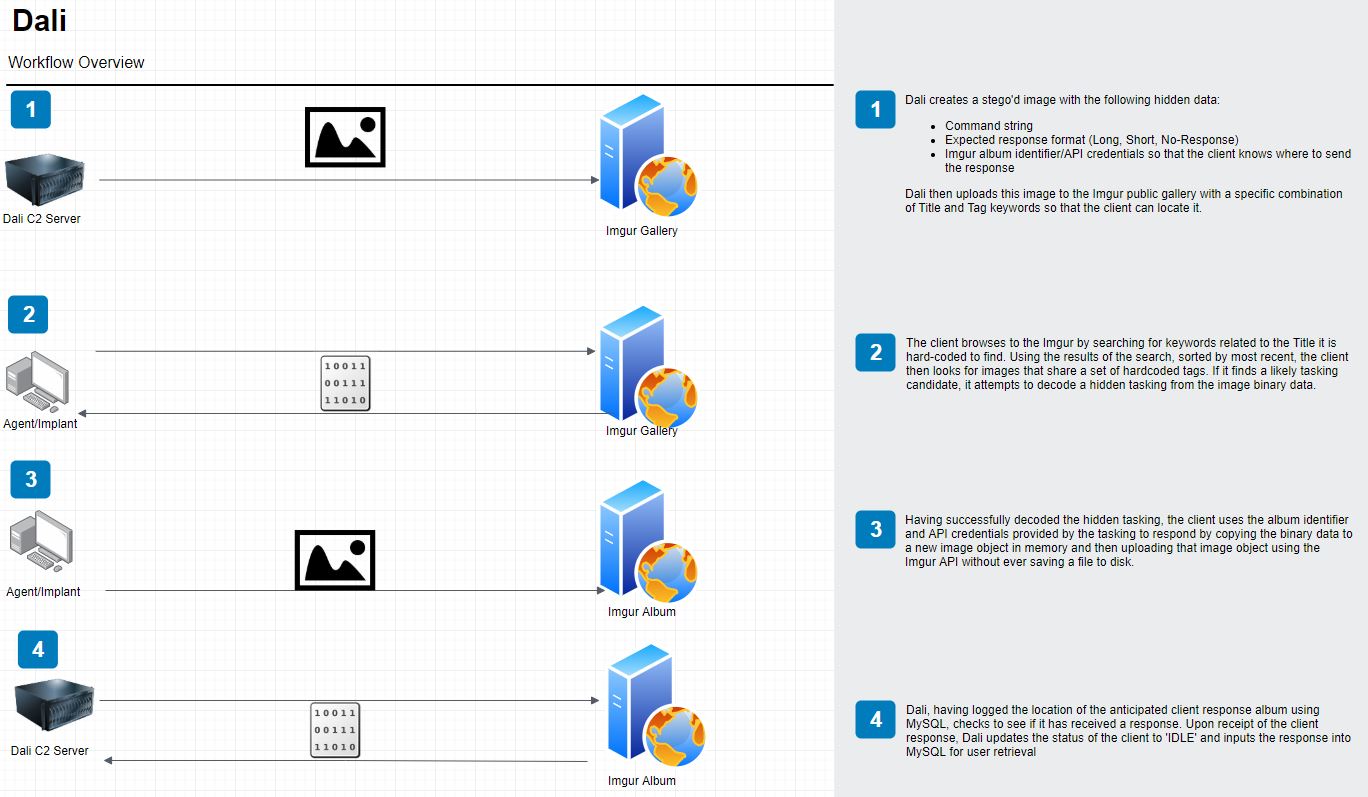 Dali
Workflow Overview
1
Dali C2 Server
Imgur Gallery
2
10011
00111
11010
Agent/Implant
Imgur Gallery
3
Agent/Implant
Imgur Album
4
10011
00111
11010
Dali C2 Server
Imgur Album
1
Dali creates a stego'd image with the following hidden data:
• Command string
• Expected response format (Long, Short, No-Response)
• Imgur album identifier/API credentials so that the client knows where to send
the response
Dali then uploads this image to the Imgur public gallery with a specific combination
of Title and Tag keywords so that the client can locate it.
2
The client browses to the Imgur by searching for keywords related to the Title it is
hard-coded to find. Using the results of the search, sorted by most recent, the client
then looks for images that share a set of hardcoded tags. If it finds a likely tasking
candidate, it attempts to decode a hidden tasking from the image binary data.
3
Having successfully decoded the hidden tasking, the client uses the album identifier
and API credentials provided by the tasking to respond by copying the binary data to
a new image object in memory and then uploading that image object using the
Imgur API without ever saving a file to disk.
4
Dali, having logged the location of the anticipated client response album using
MySQL, checks to see if it has received a response. Upon receipt of the client
response, Dali updates the status of the client to 'IDLE' and inputs the response into
MySQL for user retrieval